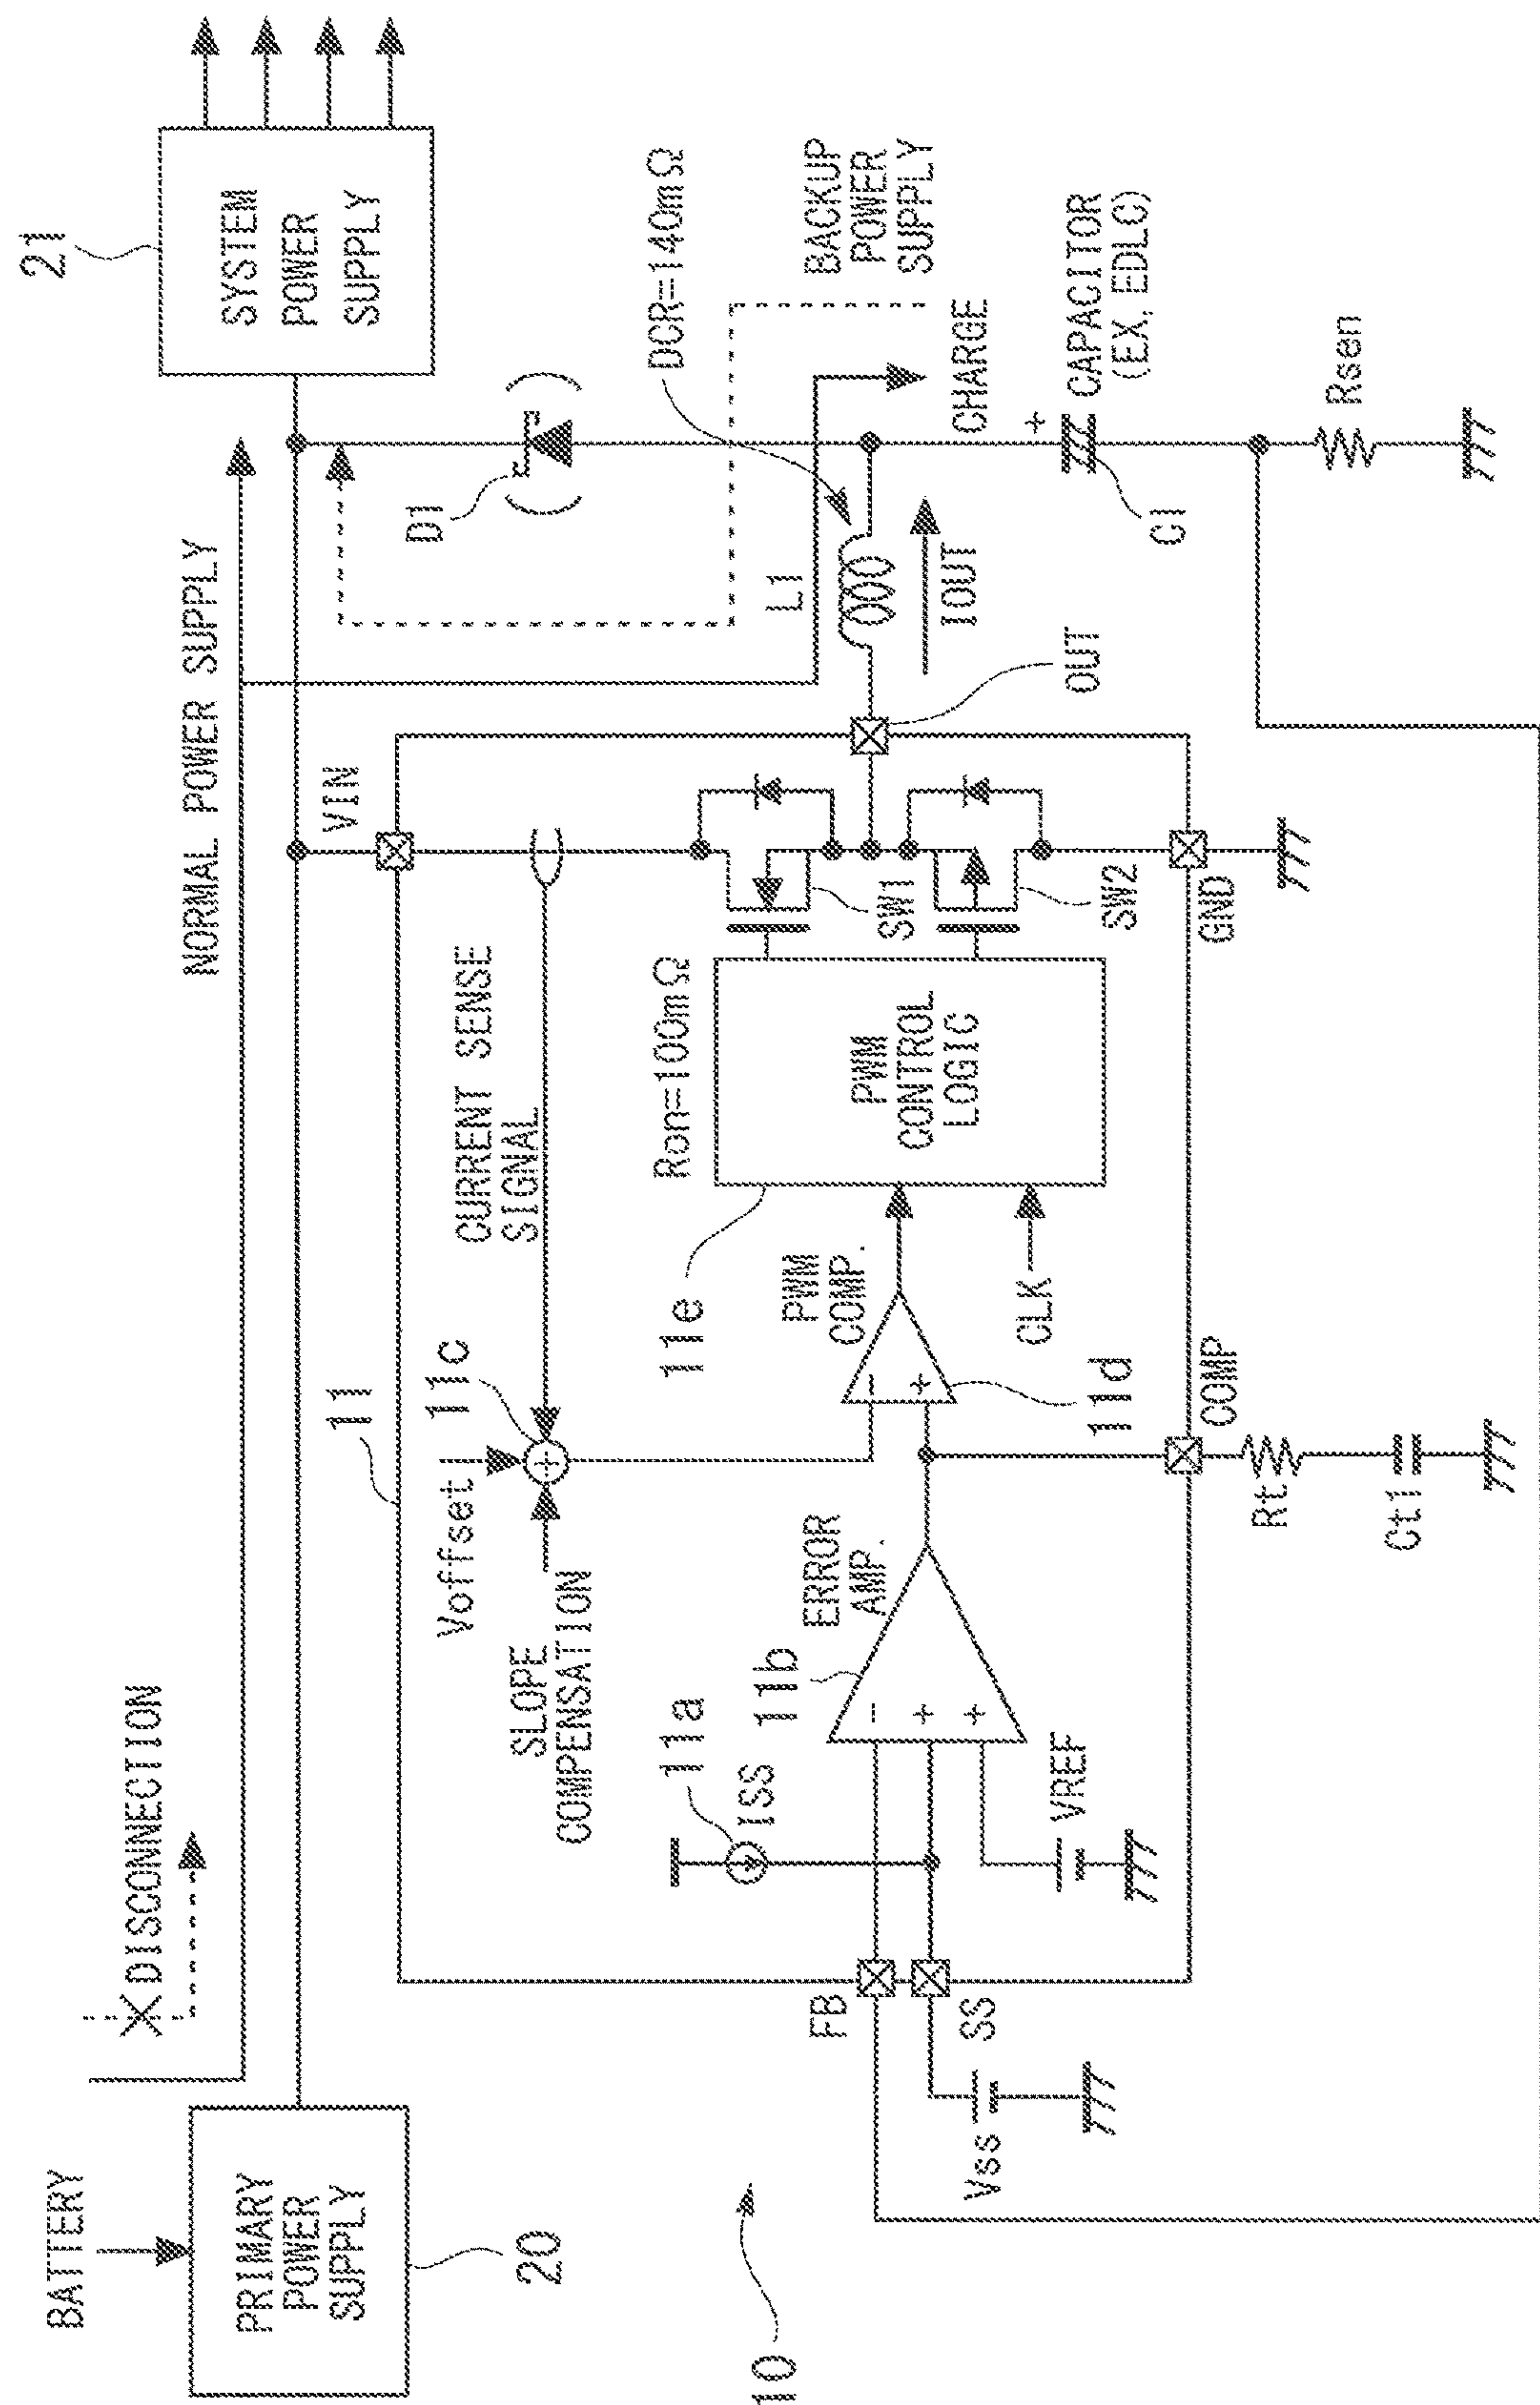 BATTERY
PRIMARY
POWER
SUPPLY
20
DISCONNECTION
NORMAL POWER SUPPLY
21
SYSTEM
POWER
SUPPLY
10
11
VIN
Voffset
11c
SLOPE
COMPENSATION
CURRENT SENSE
SIGNAL
D1
DCR=140mΩ
BACKUP
POWER
SUPPLY
11a
ISS
11b
ERROR
AMP.
-
+
+
VREF
FB
SS
Vss
11e
PWM
COMP.
-
+
11d
CLK
Ron=100mΩ
PWM
CONTROL
LOGIC
SW1
SW2
GND
COMP
Rt
Ct1
L1
IOUT
OUT
CHARGE
+
CAPACITOR
(EX, EDLC)
C1
Rsen